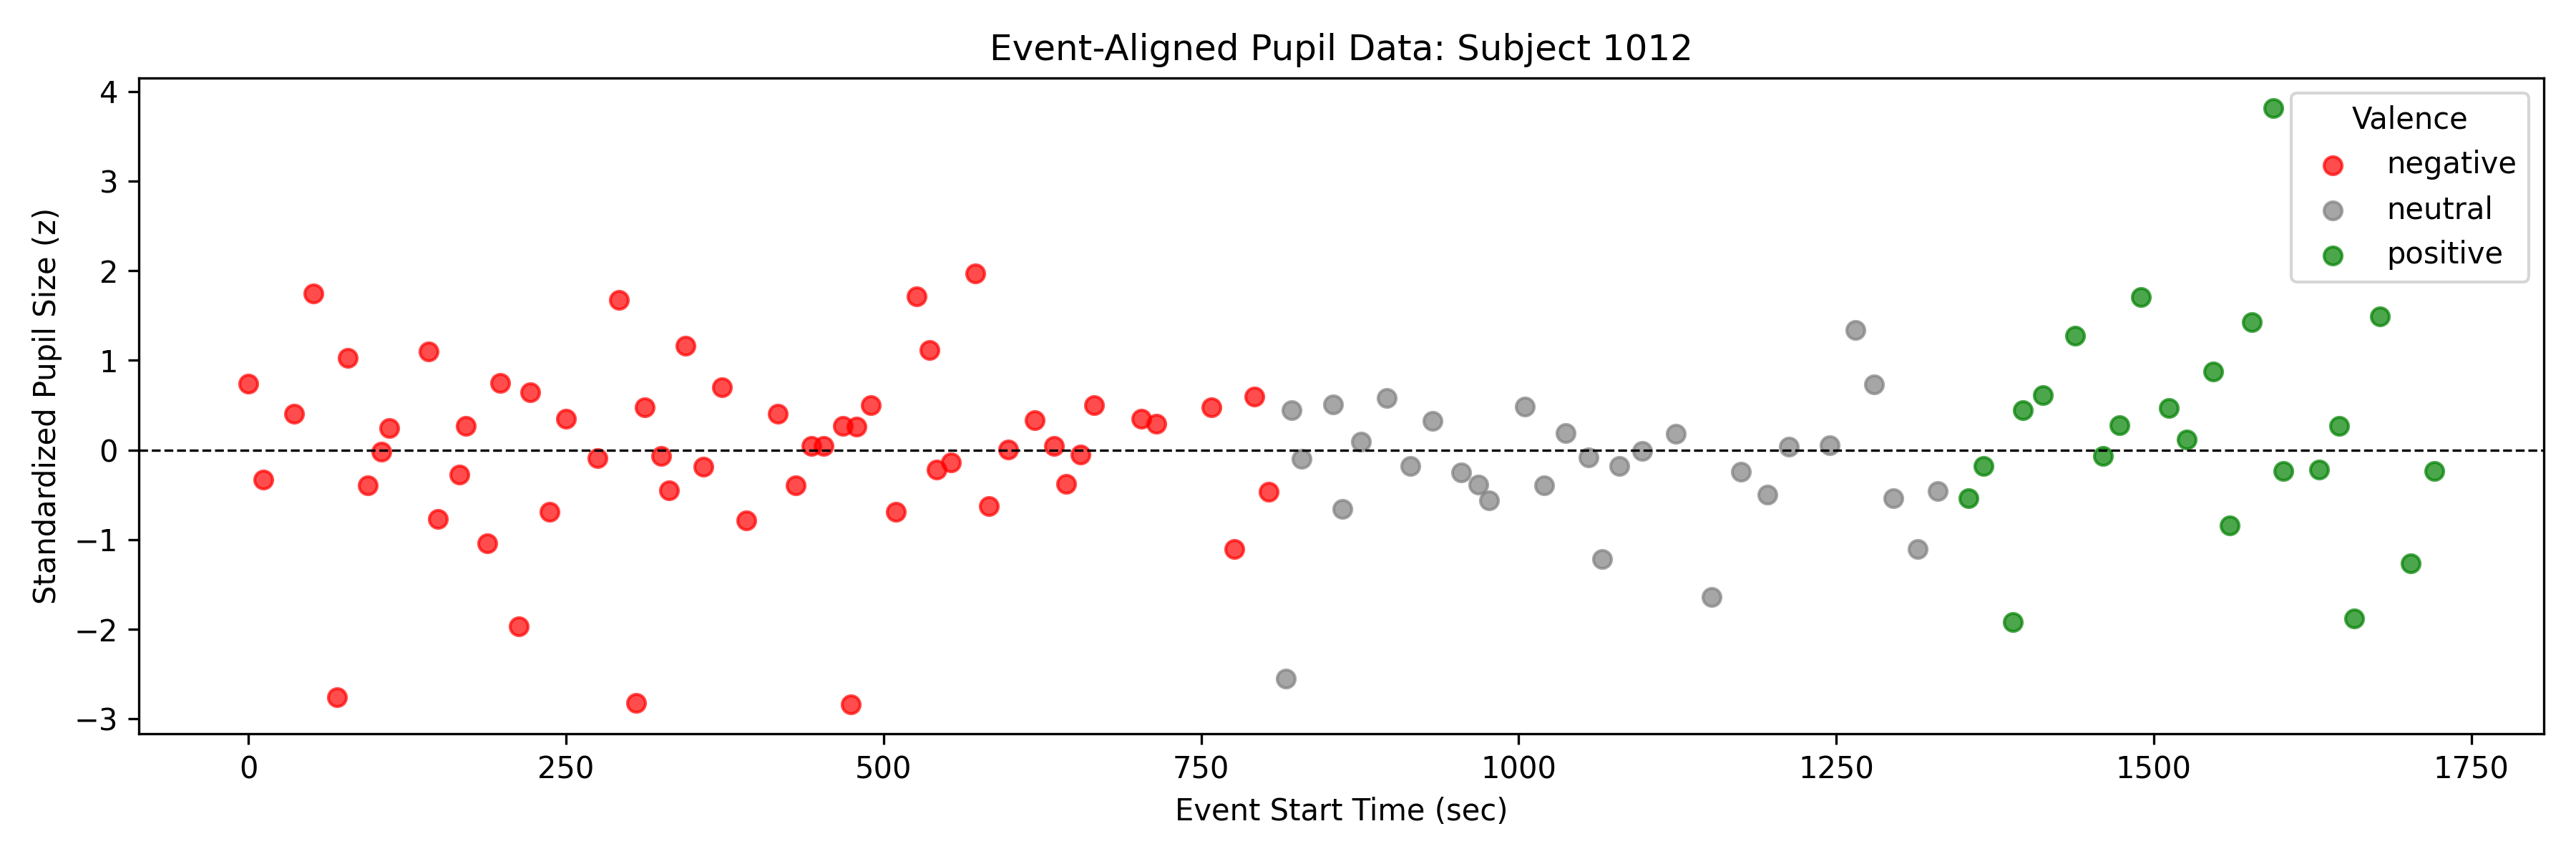 Event-Aligned Pupil Data: Subject 1012
Standardized Pupil Size (z)
4
3
2
1
0
−1
−2
−3
Valence
negative
neutral
positive
0 250 500 750 1000 1250 1500 1750
Event Start Time (sec)